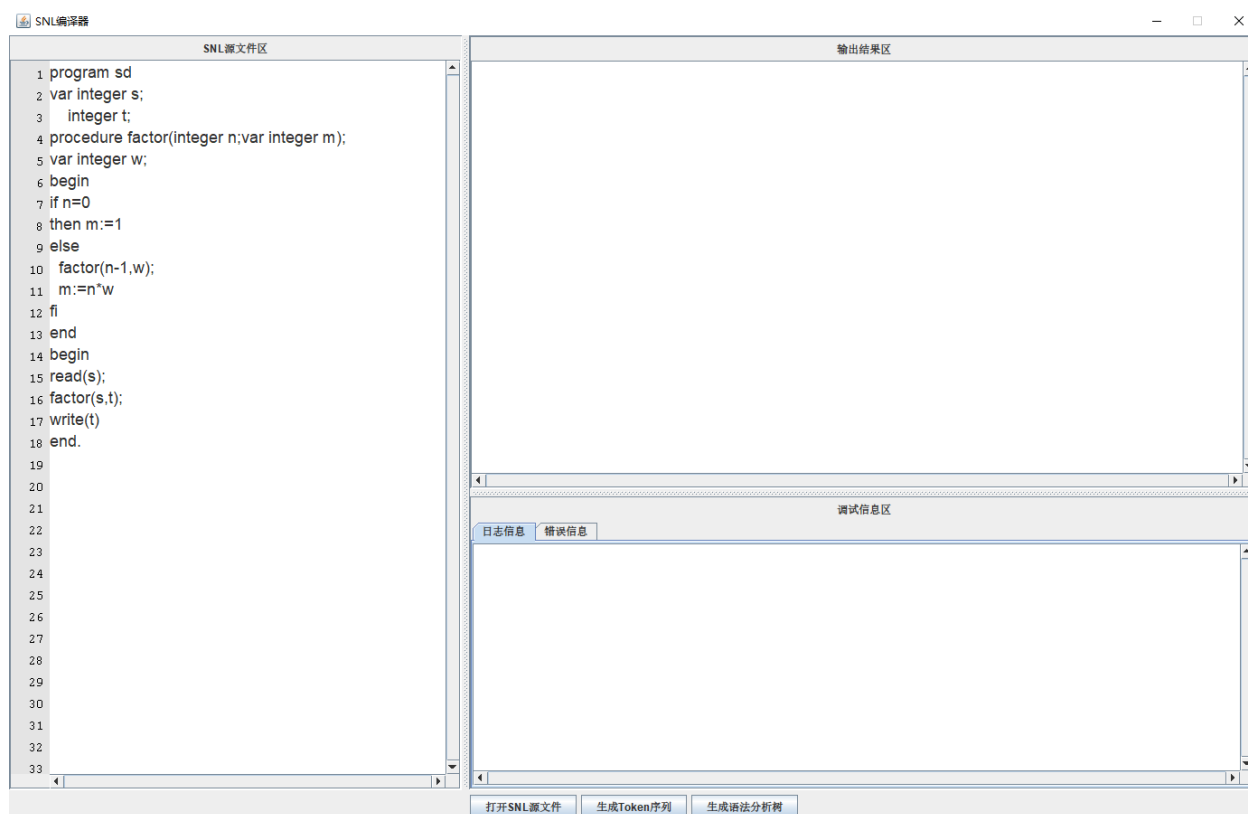 SNL编译器
SNL源文件区
1 program sd
2 var integer s;
3 integer t;
4 procedure factor(integer n;var integer m);
5 var integer w;
6 begin
7 if n=0
8 then m:=1
9 else
10 factor(n-1,w);
11 m:=n*w
12 fi
13 end
14 begin
15 read(s);
16 factor(s,t);
17 write(t)
18 end.
19
20
21
22
23
24
25
26
27
28
29
30
31
32
33
输出结果区
调试信息区
日志信息 错误信息
打开SNL源文件 生成Token序列 生成语法分析树